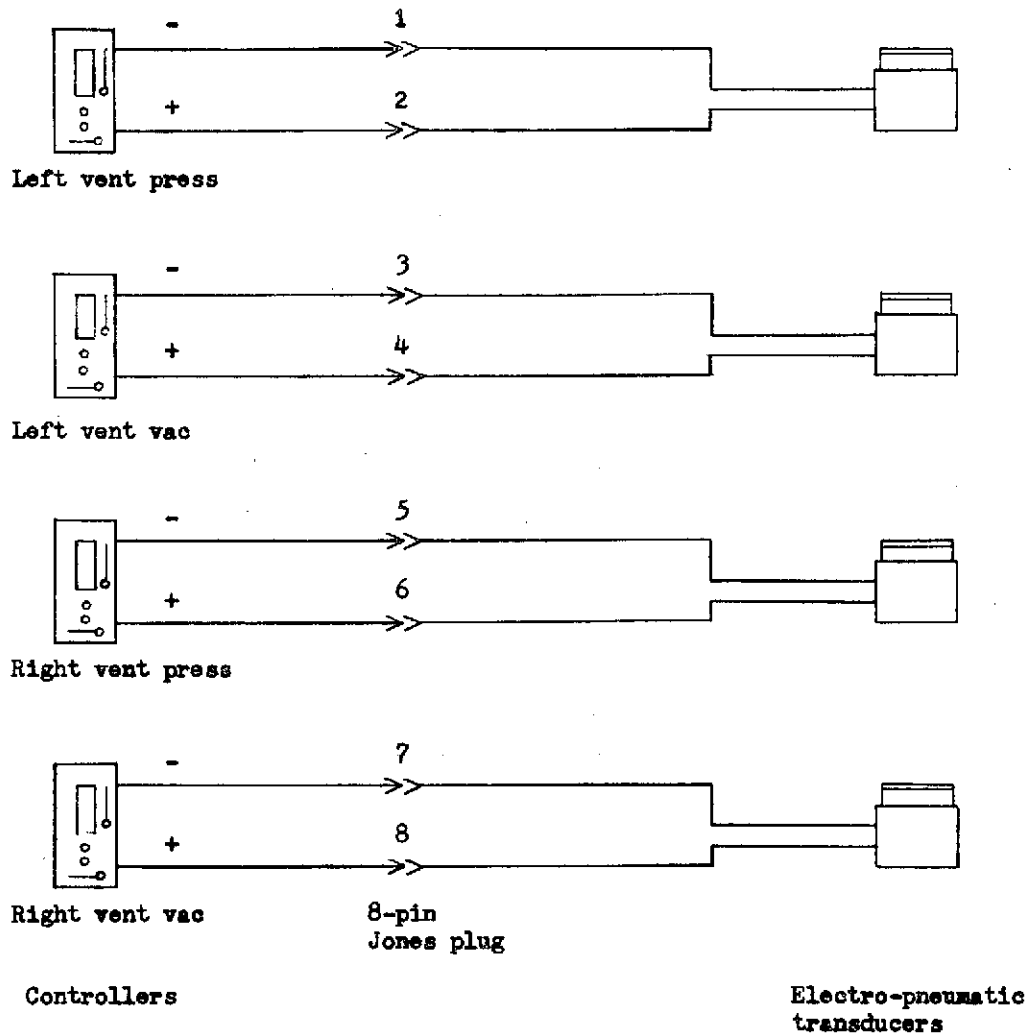 - 1
+ 2
Left vent press
- 3
+ 4
Left vent vac
- 5
+ 6
Right vent press
- 7
+ 8
Right vent vac
8-pin
Jones plug
Controllers
Electro-pneumatic
transducers